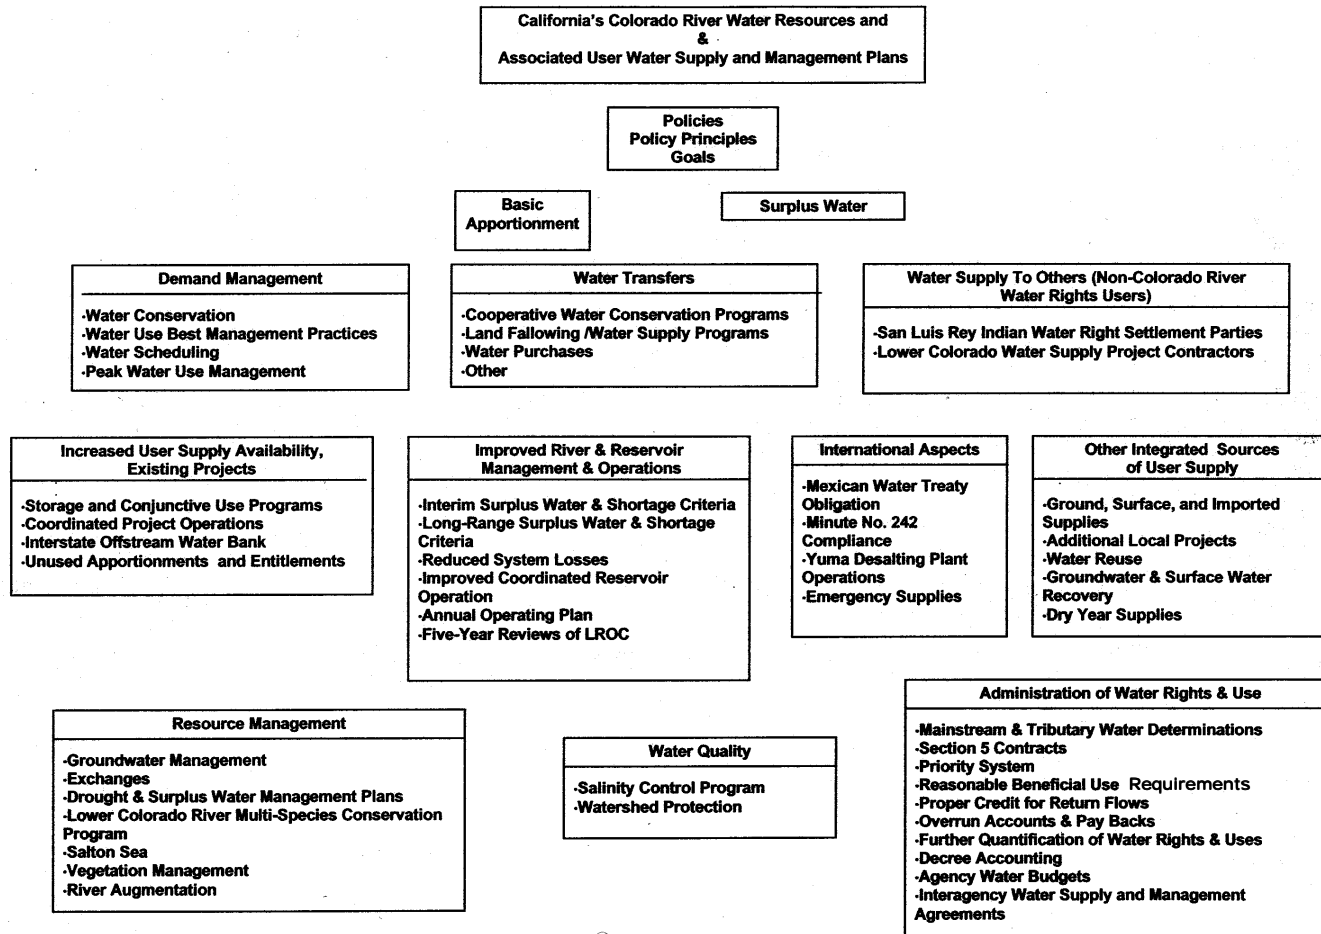 California's Colorado River Water Resources and
&
Associated User Water Supply and Management Plans
Policies
Policy Principles
Goals
Basic
Apportionment
Surplus Water
Demand Management
·Water Conservation
·Water Use Best Management Practices
·Water Scheduling
·Peak Water Use Management
Water Transfers
·Cooperative Water Conservation Programs
·Land Fallowing /Water Supply Programs
·Water Purchases
·Other
Water Supply To Others (Non-Colorado River
Water Rights Users)
·San Luis Rey Indian Water Right Settlement Parties
·Lower Colorado Water Supply Project Contractors
Increased User Supply Availability,
Existing Projects
·Storage and Conjunctive Use Programs
·Coordinated Project Operations
·Interstate Offstream Water Bank
·Unused Apportionments and Entitlements
Improved River & Reservoir
Management & Operations
·Interim Surplus Water & Shortage Criteria
·Long-Range Surplus Water & Shortage
Criteria
·Reduced System Losses
·Improved Coordinated Reservoir
Operation
·Annual Operating Plan
·Five-Year Reviews of LROC
International Aspects
·Mexican Water Treaty
Obligation
·Minute No. 242
Compliance
·Yuma Desalting Plant
Operations
·Emergency Supplies
Other Integrated Sources
of User Supply
·Ground, Surface, and Imported
Supplies
·Additional Local Projects
·Water Reuse
·Groundwater & Surface Water
Recovery
·Dry Year Supplies
Resource Management
·Groundwater Management
·Exchanges
·Drought & Surplus Water Management Plans
·Lower Colorado River Multi-Species Conservation
Program
·Salton Sea
·Vegetation Management
·River Augmentation
Water Quality
·Salinity Control Program
·Watershed Protection
Administration of Water Rights & Use
·Mainstream & Tributary Water Determinations
·Section 5 Contracts
·Priority System
·Reasonable Beneficial Use Requirements
·Proper Credit for Return Flows
·Overrun Accounts & Pay Backs
·Further Quantification of Water Rights & Uses
·Decree Accounting
·Agency Water Budgets
·Interagency Water Supply and Management
Agreements